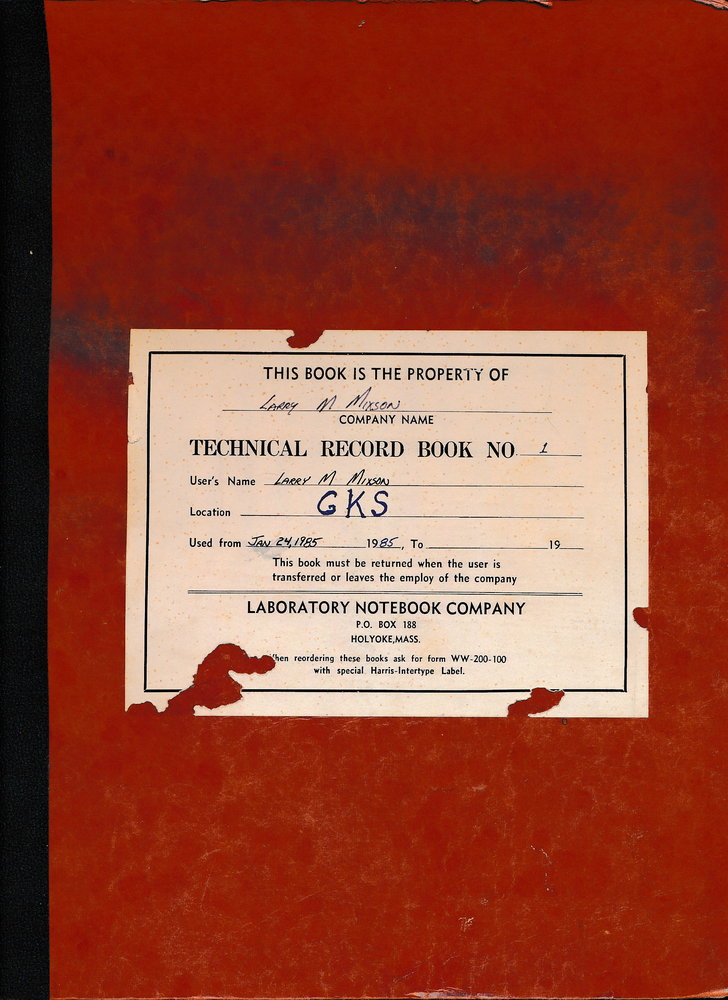 THIS BOOK IS THE PROPERTY OF
LARRY M MIXSON
COMPANY NAME
TECHNICAL RECORD BOOK NO. 1
User's Name LARRY M MIXSON
Location GKS
Used from JAN 24, 1985 1985, To 19
This book must be returned when the user is
transferred or leaves the employ of the company
LABORATORY NOTEBOOK COMPANY
P.O. BOX 188
HOLYOKE, MASS.
hen reordering these books ask for form WW-200-100
with special Harris-Intertype Label.